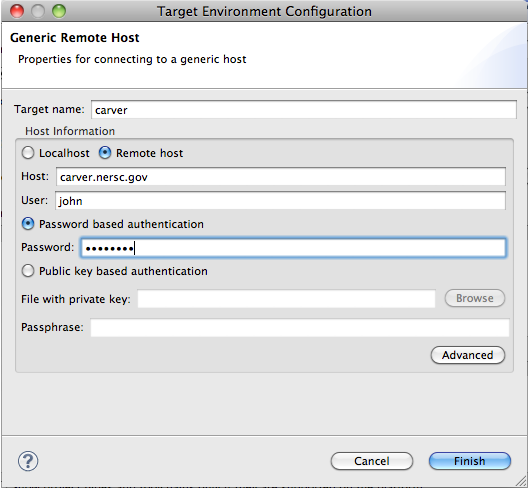 Target Environment Configuration
Generic Remote Host
Properties for connecting to a generic host
Target name: carver
Host Information
Localhost Remote host
Host: carver.nersc.gov
User: john
Password based authentication
Password: ••••••••
Public key based authentication
File with private key: Browse
Passphrase:
Advanced
? Cancel Finish